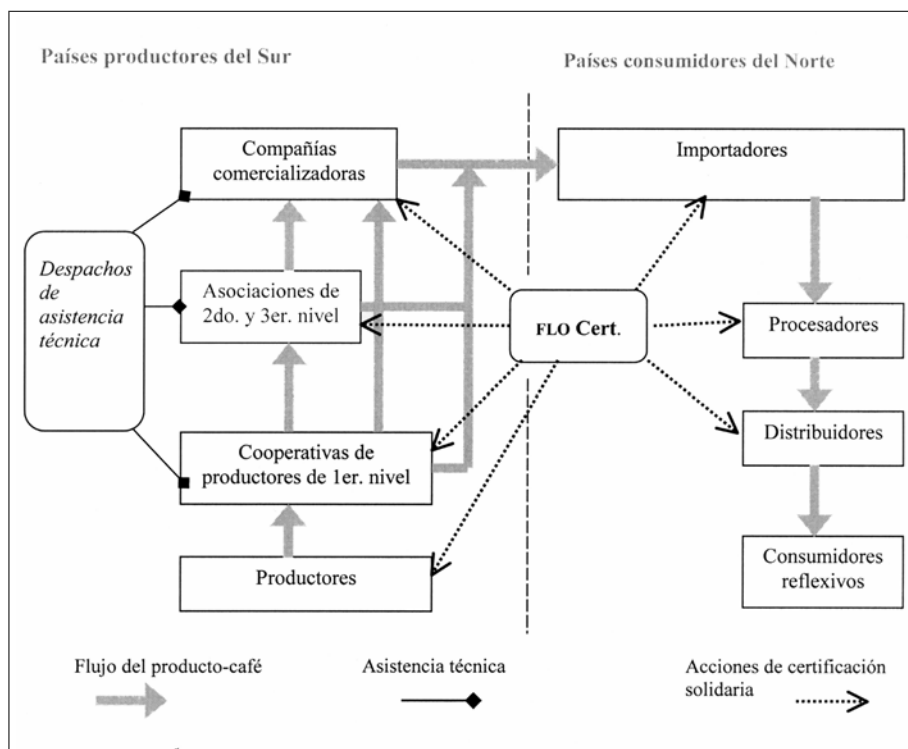 Países productores del Sur
Países consumidores del Norte
Compañías
comercializadoras
Importadores
Despachos
de
asistencia
técnica
Asociaciones de
2do. y 3er. nivel
FLO Cert.
Procesadores
Cooperativas de
productores de 1er. nivel
Distribuidores
Productores
Consumidores
reflexivos
Flujo del producto-café
Asistencia técnica
Acciones de certificación
solidaria